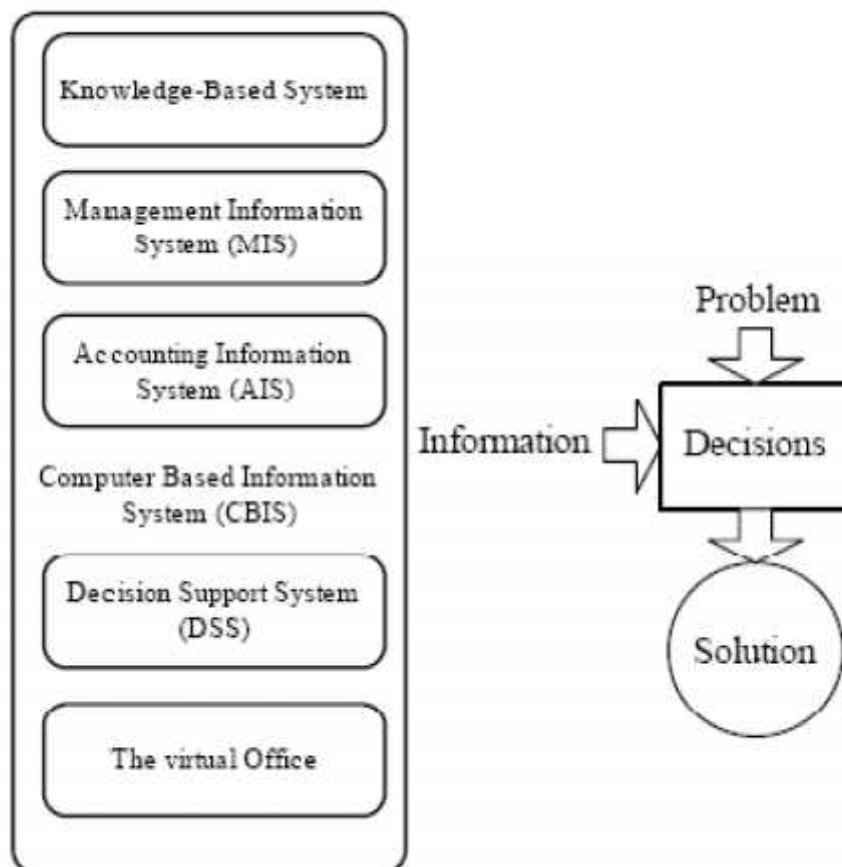 Knowledge-Based System
Management Information
System (MIS)
Accounting Information
System (AIS)
Computer Based Information
System (CBIS)
Decision Support System
(DSS)
The virtual Office
Information
Problem
Decisions
Solution